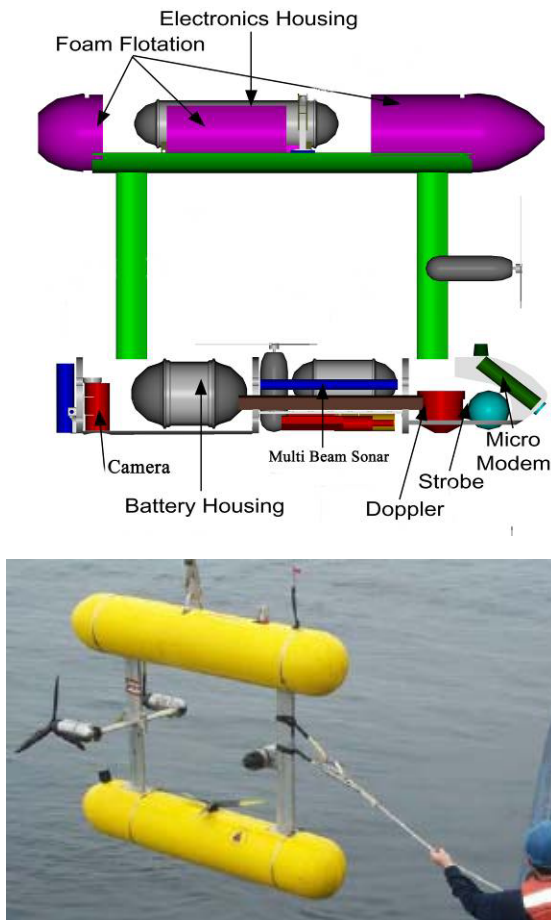 Electronics Housing
Foam Flotation
Camera
Battery Housing
Multi Beam Sonar
Doppler
Strobe
Micro
Modem